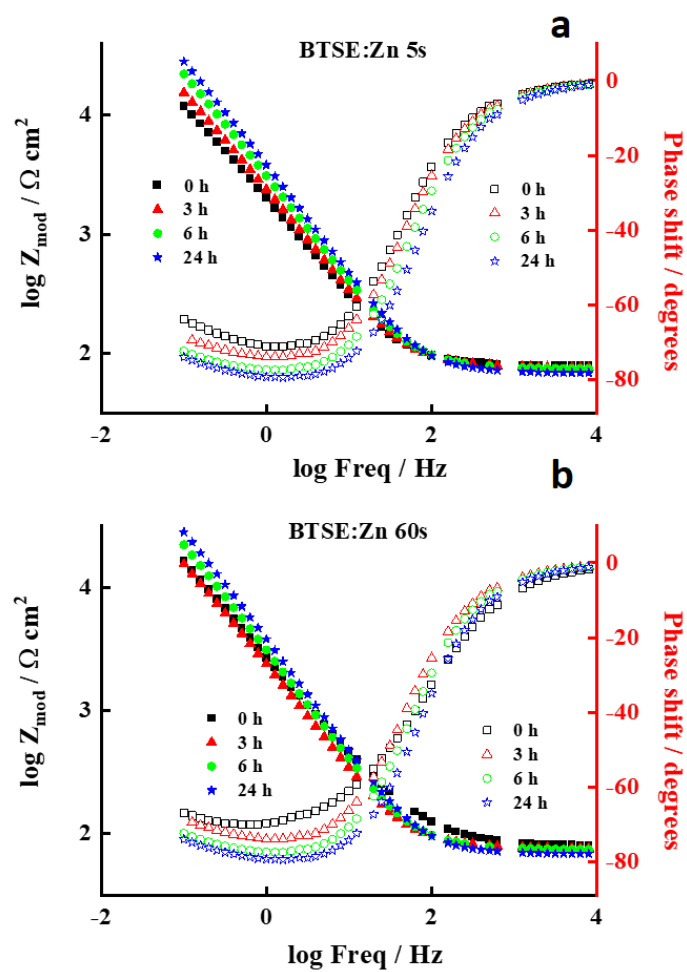 a
BTSE:Zn 5s
log Z_mod / Ω cm²
4
3
2
0 h
3 h
6 h
24 h
0 h
3 h
6 h
24 h
0
-20
-40
-60
-80
Phase shift / degrees
-2 0 2 4
log Freq / Hz
b
BTSE:Zn 60s
log Z_mod / Ω cm²
4
3
2
0 h
3 h
6 h
24 h
0 h
3 h
6 h
24 h
0
-20
-40
-60
-80
Phase shift / degrees
-2 0 2 4
log Freq / Hz